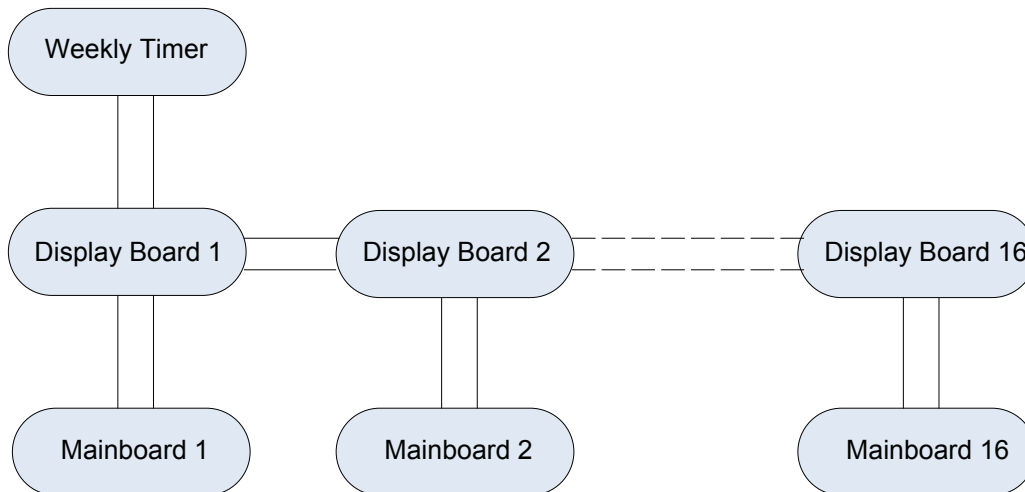 Weekly Timer
Display Board 1
Display Board 2
Display Board 16
Mainboard 1
Mainboard 2
Mainboard 16